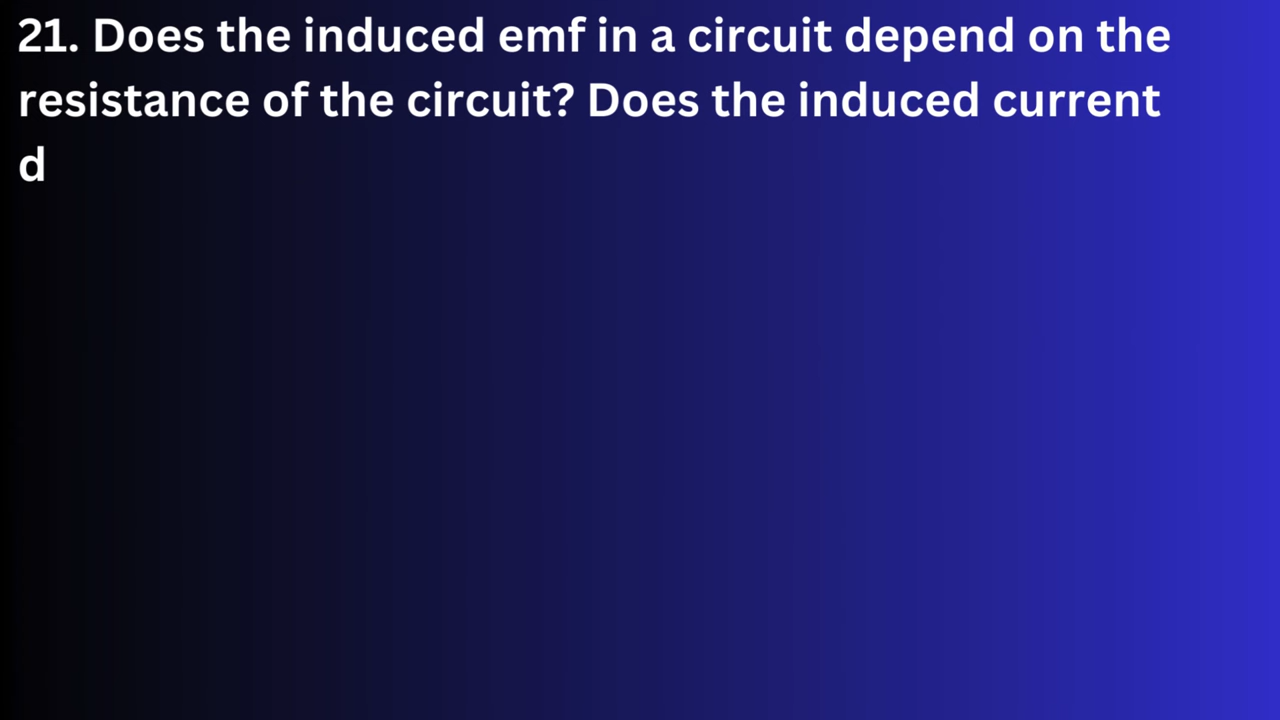 21. Does the induced emf in a circuit depend on the
resistance of the circuit? Does the induced current
d